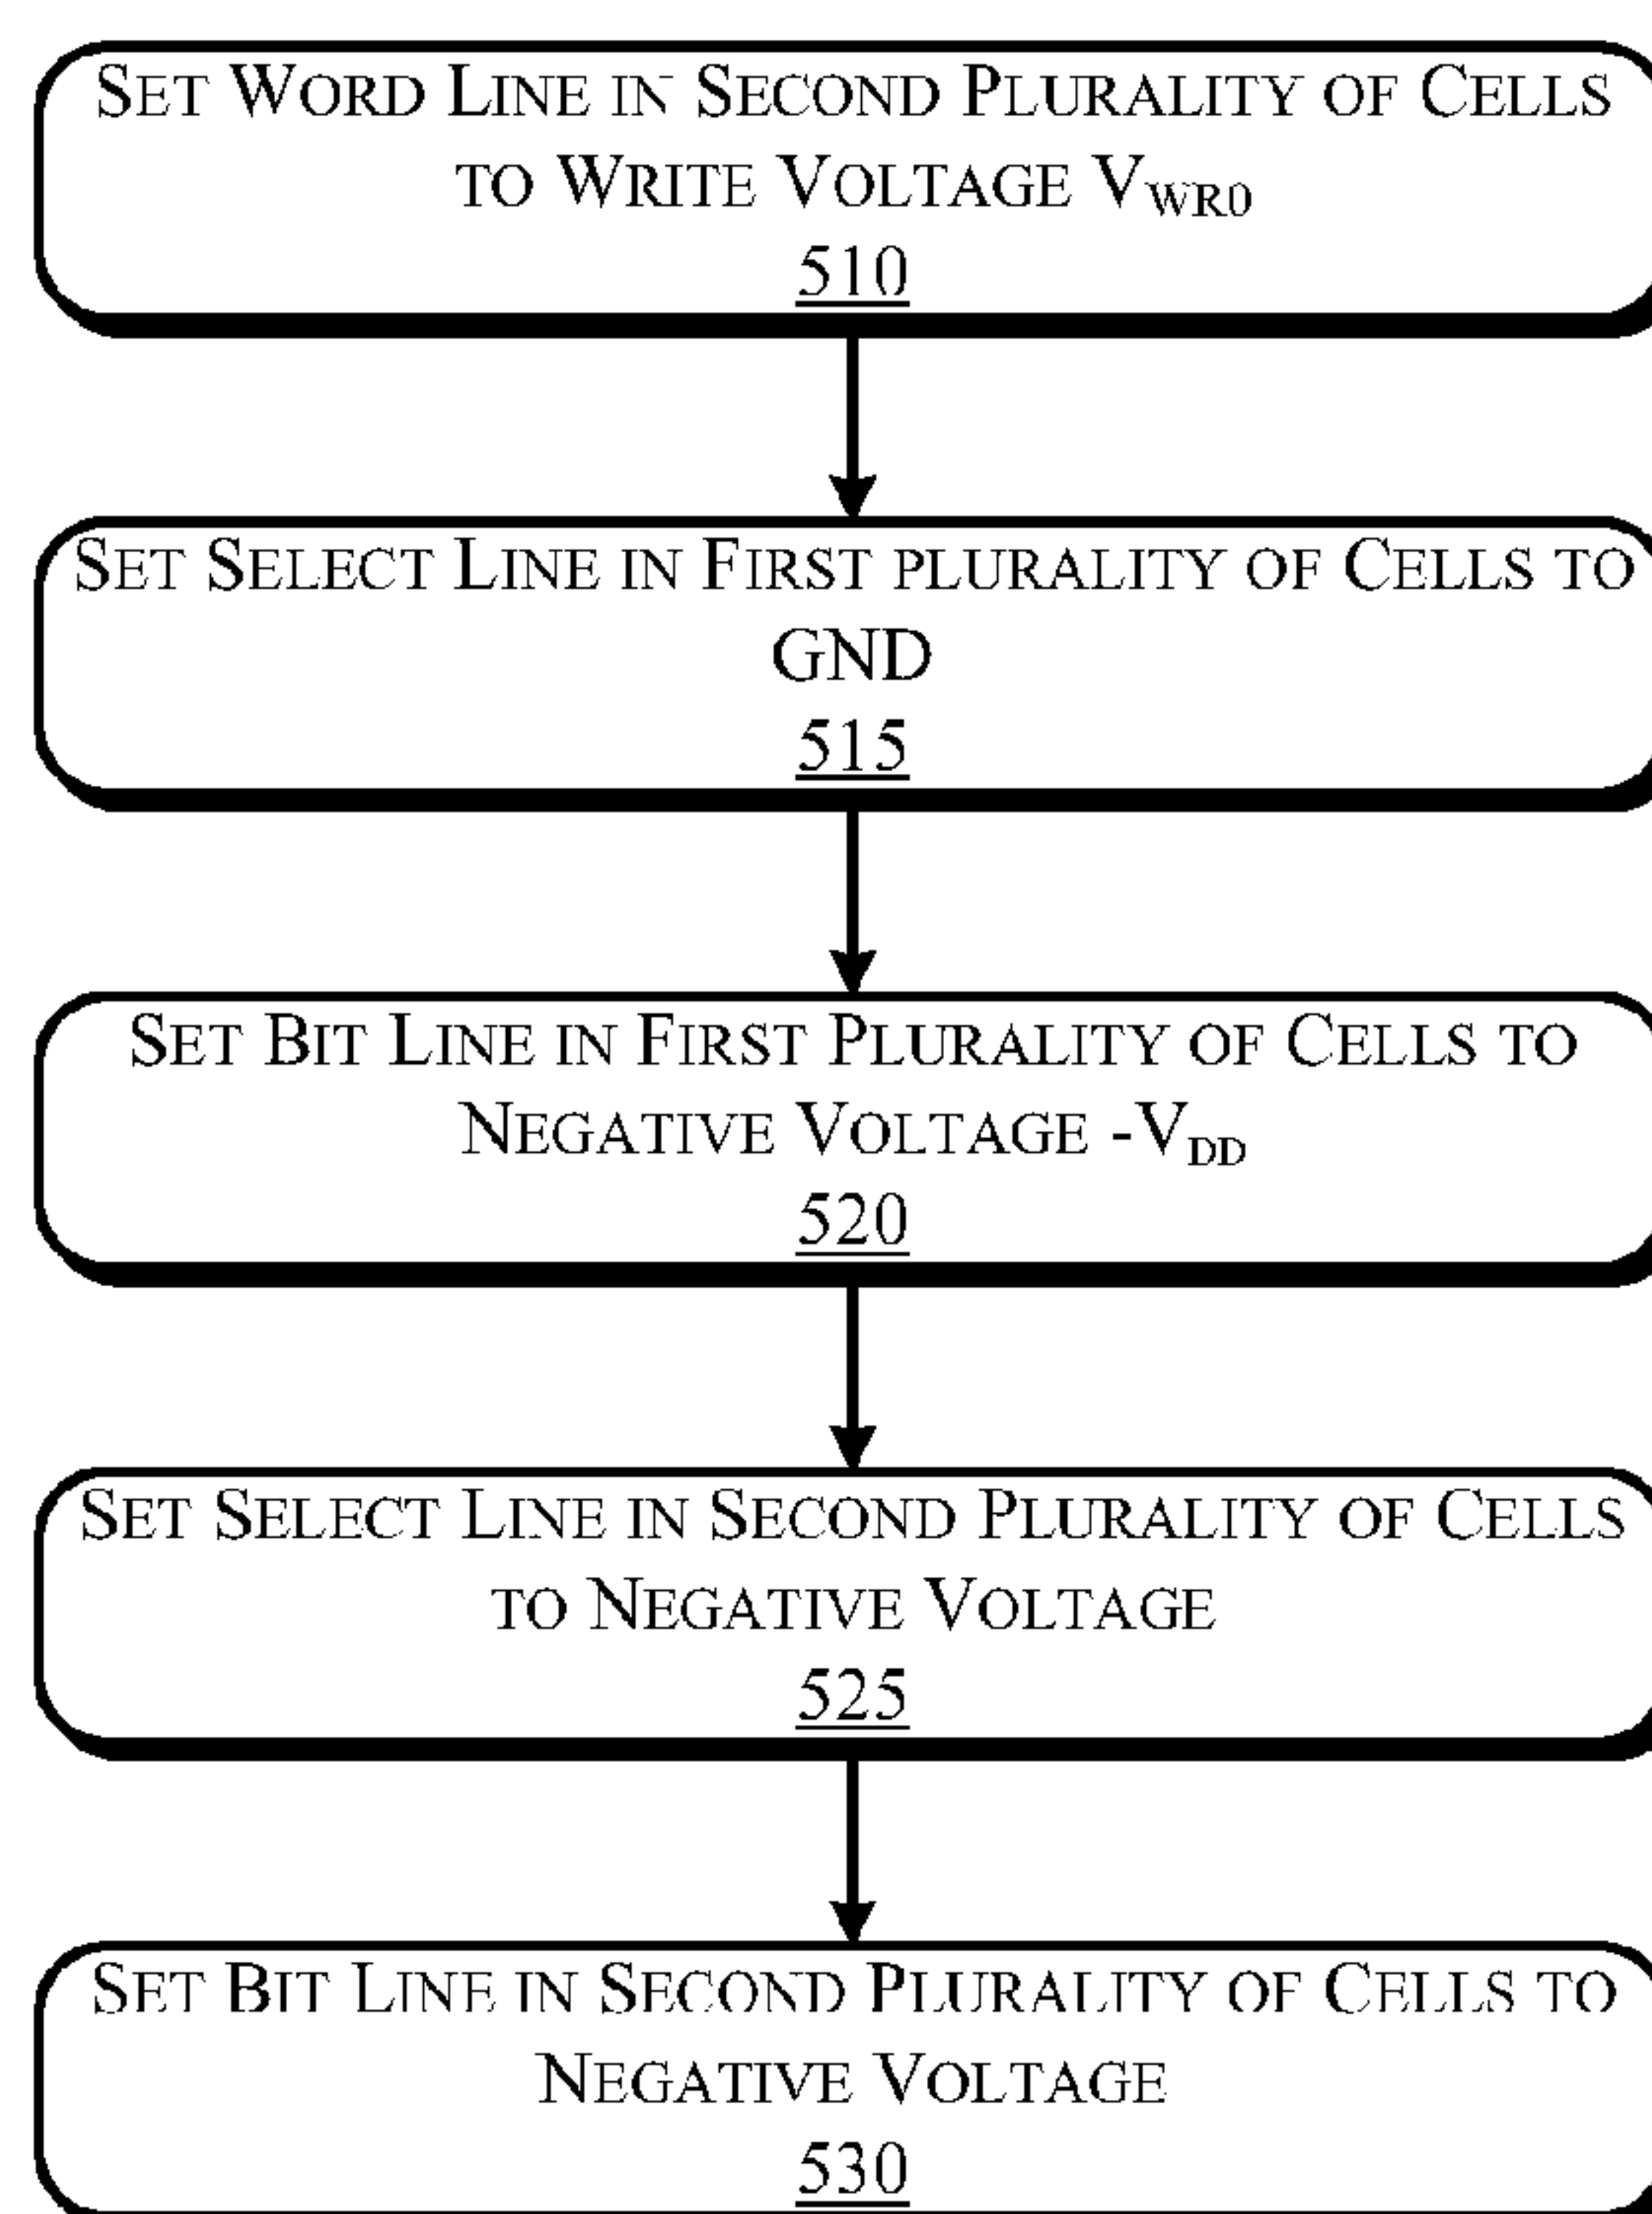 SET WORD LINE IN SECOND PLURALITY OF CELLS
TO WRITE VOLTAGE VWR0
510
SET SELECT LINE IN FIRST PLURALITY OF CELLS TO
GND
515
SET BIT LINE IN FIRST PLURALITY OF CELLS TO
NEGATIVE VOLTAGE -VDD
520
SET SELECT LINE IN SECOND PLURALITY OF CELLS
TO NEGATIVE VOLTAGE
525
SET BIT LINE IN SECOND PLURALITY OF CELLS TO
NEGATIVE VOLTAGE
530